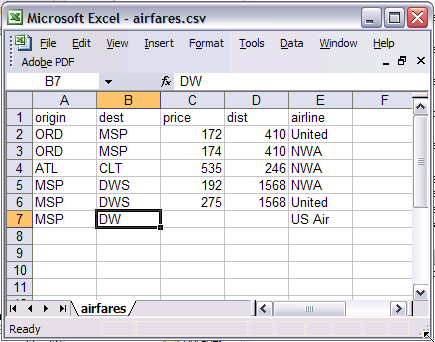 Microsoft Excel - airfares.csv
File Edit View Insert Format Tools Data Window Help
Adobe PDF
B7 fx DW
A B C D E F
1 origin dest price dist airline
2 ORD MSP 172 410 United
3 ORD MSP 174 410 NWA
4 ATL CLT 535 246 NWA
5 MSP DWS 192 1568 NWA
6 MSP DWS 275 1568 United
7 MSP DW US Air
8
9
10
11
airfares
Ready